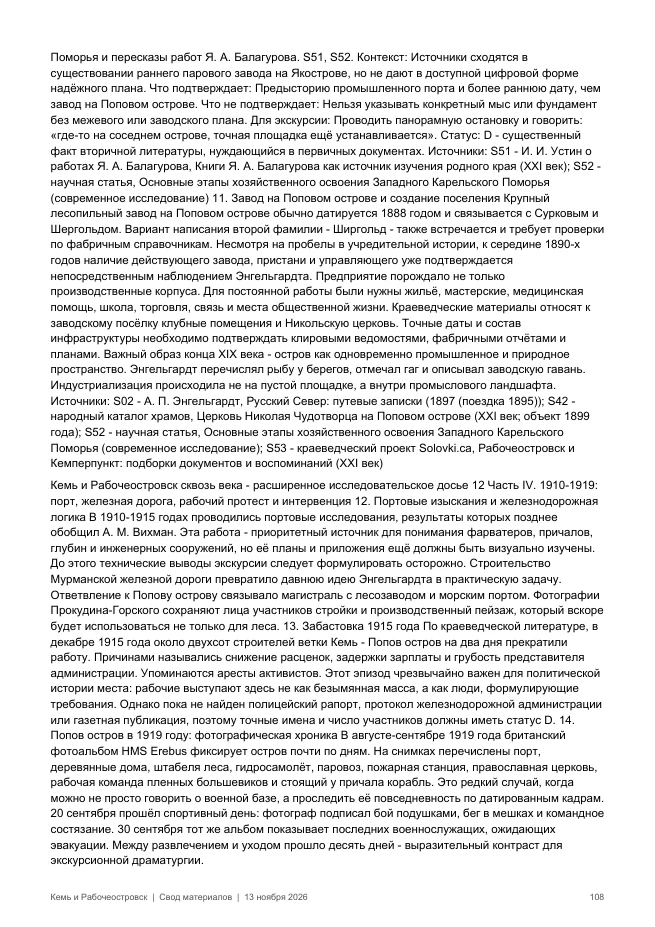 Поморья и пересказы работ Я. А. Балагурова. S51, S52. Контекст: Источники сходятся в
существовании раннего парового завода на Якострове, но не дают в доступной цифровой форме
надёжного плана. Что подтверждает: Предысторию промышленного порта и более раннюю дату, чем
завод на Поповом острове. Что не подтверждает: Нельзя указывать конкретный мыс или фундамент
без межевого или заводского плана. Для экскурсии: Проводить панорамную остановку и говорить:
«где-то на соседнем острове, точная площадка ещё устанавливается». Статус: D - существенный
факт вторичной литературы, нуждающийся в первичных документах. Источники: S51 - И. И. Устин о
работах Я. А. Балагурова, Книги Я. А. Балагурова как источник изучения родного края (XXI век); S52 -
научная статья, Основные этапы хозяйственного освоения Западного Карельского Поморья
(современное исследование) 11. Завод на Поповом острове и создание поселения Крупный
лесопильный завод на Поповом острове обычно датируется 1888 годом и связывается с Сурковым и
Шергольдом. Вариант написания второй фамилии - Ширгольд - также встречается и требует проверки
по фабричным справочникам. Несмотря на пробелы в учредительной истории, к середине 1890-х
годов наличие действующего завода, пристани и управляющего уже подтверждается
непосредственным наблюдением Энгельгардта. Предприятие порождало не только
производственные корпуса. Для постоянной работы были нужны жильё, мастерские, медицинская
помощь, школа, торговля, связь и места общественной жизни. Краеведческие материалы относят к
заводскому посёлку клубные помещения и Никольскую церковь. Точные даты и состав
инфраструктуры необходимо подтверждать клировыми ведомостями, фабричными отчётами и
планами. Важный образ конца XIX века - остров как одновременно промышленное и природное
пространство. Энгельгардт перечислял рыбу у берегов, отмечал гаг и описывал заводскую гавань.
Индустриализация происходила не на пустой площадке, а внутри промыслового ландшафта.
Источники: S02 - А. П. Энгельгардт, Русский Север: путевые записки (1897 (поездка 1895)); S42 -
народный каталог храмов, Церковь Николая Чудотворца на Поповом острове (XXI век; объект 1899
года); S52 - научная статья, Основные этапы хозяйственного освоения Западного Карельского
Поморья (современное исследование); S53 - краеведческий проект Solovki.ca, Рабочеостровск и
Кемперпункт: подборки документов и воспоминаний (XXI век)
Кемь и Рабочеостровск сквозь века - расширенное исследовательское досье 12 Часть IV. 1910-1919:
порт, железная дорога, рабочий протест и интервенция 12. Портовые изыскания и железнодорожная
логика В 1910-1915 годах проводились портовые исследования, результаты которых позднее
обобщил А. М. Вихман. Эта работа - приоритетный источник для понимания фарватеров, причалов,
глубин и инженерных сооружений, но её планы и приложения ещё должны быть визуально изучены.
До этого технические выводы экскурсии следует формулировать осторожно. Строительство
Мурманской железной дороги превратило давнюю идею Энгельгардта в практическую задачу.
Ответвление к Попову острову связывало магистраль с лесозаводом и морским портом. Фотографии
Прокудина-Горского сохраняют лица участников стройки и производственный пейзаж, который вскоре
будет использоваться не только для леса. 13. Забастовка 1915 года По краеведческой литературе, в
декабре 1915 года около двухсот строителей ветки Кемь - Попов остров на два дня прекратили
работу. Причинами назывались снижение расценок, задержки зарплаты и грубость представителя
администрации. Упоминаются аресты активистов. Этот эпизод чрезвычайно важен для политической
истории места: рабочие выступают здесь не как безымянная масса, а как люди, формулирующие
требования. Однако пока не найден полицейский рапорт, протокол железнодорожной администрации
или газетная публикация, поэтому точные имена и число участников должны иметь статус D. 14.
Попов остров в 1919 году: фотографическая хроника В августе-сентябре 1919 года британский
фотоальбом HMS Erebus фиксирует остров почти по дням. На снимках перечислены порт,
деревянные дома, штабеля леса, гидросамолёт, паровоз, пожарная станция, православная церковь,
рабочая команда пленных большевиков и стоящий у причала корабль. Это редкий случай, когда
можно не просто говорить о военной базе, а проследить её повседневность по датированным кадрам.
20 сентября прошёл спортивный день: фотограф подписал бой подушками, бег в мешках и командное
состязание. 30 сентября тот же альбом показывает последних военнослужащих, ожидающих
эвакуации. Между развлечением и уходом прошло десять дней - выразительный контраст для
экскурсионной драматургии.
Кемь и Рабочеостровск | Свод материалов | 13 ноября 2026
108